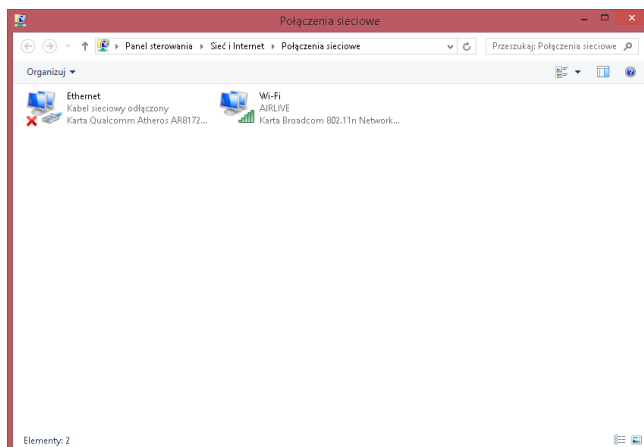 Połączenia sieciowe
Panel sterowania Sieć i Internet Połączenia sieciowe
Przeszukaj: Połączenia sieciowe
Organizuj
Ethernet
Kabel sieciowy odłączony
Karta Qualcomm Atheros AR8172...
Wi-Fi
AIRLIVE
Karta Broadcom 802.11n Network...
Elementy: 2